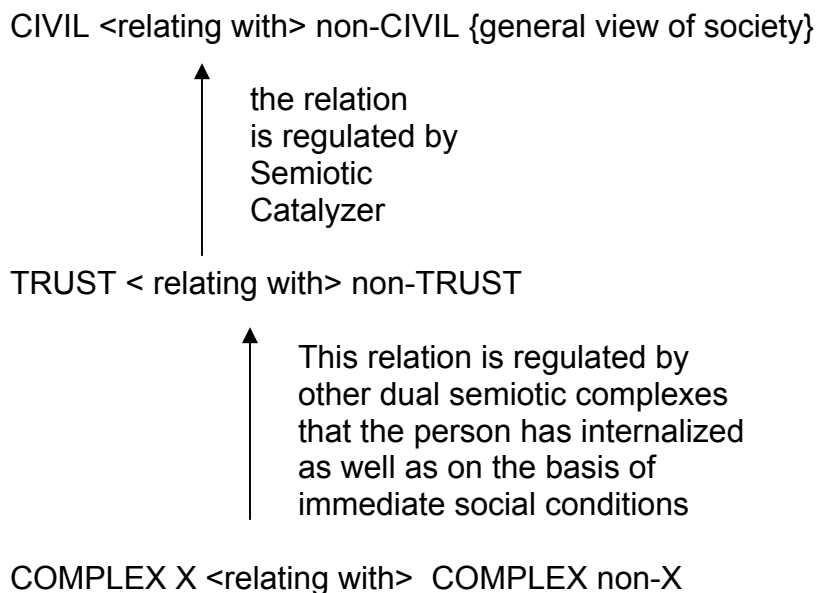 CIVIL <relating with> non-CIVIL {general view of society}
the relation
is regulated by
Semiotic
Catalyzer
TRUST < relating with> non-TRUST
This relation is regulated by
other dual semiotic complexes
that the person has internalized
as well as on the basis of
immediate social conditions
COMPLEX X <relating with>  COMPLEX non-X